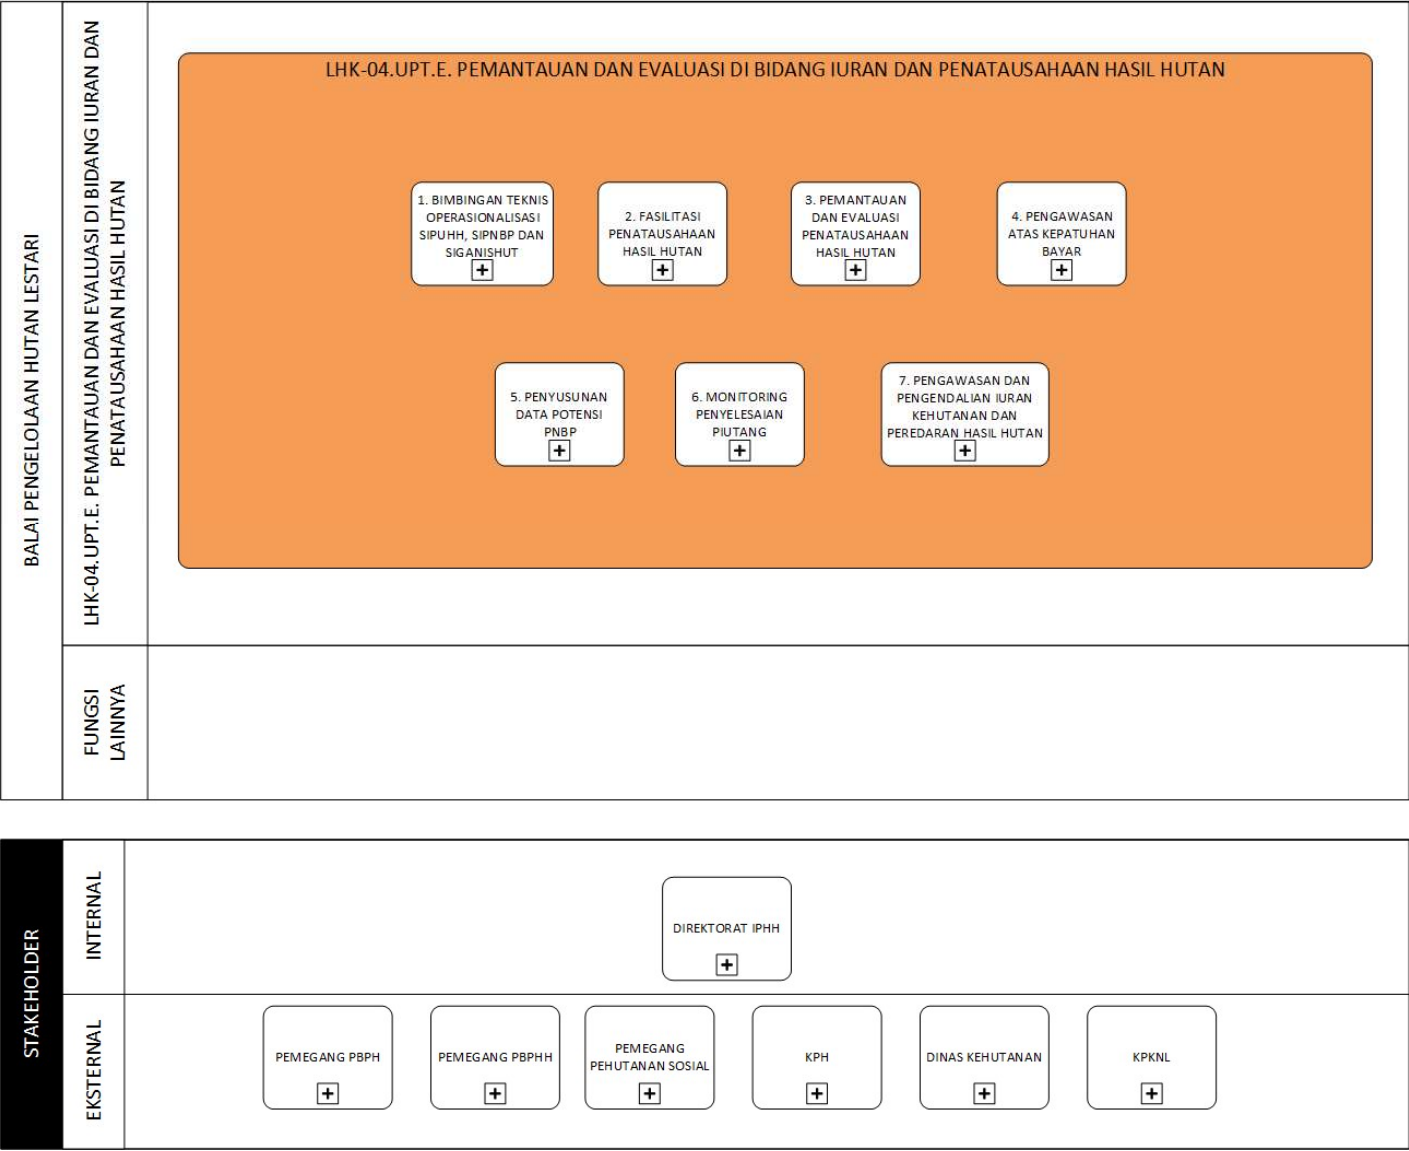 BALAI PENGELOLAAN HUTAN LESTARI
LHK-04.UPT.E. PEMANTAUAN DAN EVALUASI DI BIDANG IURAN DAN
PENATAUSAHAAN HASIL HUTAN
LHK-04.UPT.E. PEMANTAUAN DAN EVALUASI DI BIDANG IURAN DAN PENATAUSAHAAN HASIL HUTAN
1. BIMBINGAN TEKNIS
OPERASIONALISASI
SIPUHH, SIPNBP DAN
SIGANISHUT
2. FASILITASI
PENATAUSAHAAN
HASIL HUTAN
3. PEMANTAUAN
DAN EVALUASI
PENATAUSAHAAN
HASIL HUTAN
4. PENGAWASAN
ATAS KEPATUHAN
BAYAR
5. PENYUSUNAN
DATA POTENSI
PNBP
6. MONITORING
PENYELESAIAN
PIUTANG
7. PENGAWASAN DAN
PENGENDALIAN IURAN
KEHUTANAN DAN
PEREDARAN HASIL HUTAN
FUNGSI
LAINNYA
STAKEHOLDER
INTERNAL
DIREKTORAT IPHH
EKSTERNAL
PEMEGANG PBPH
PEMEGANG PBPHH
PEMEGANG
PEHUTANAN SOSIAL
KPH
DINAS KEHUTANAN
KPKNL